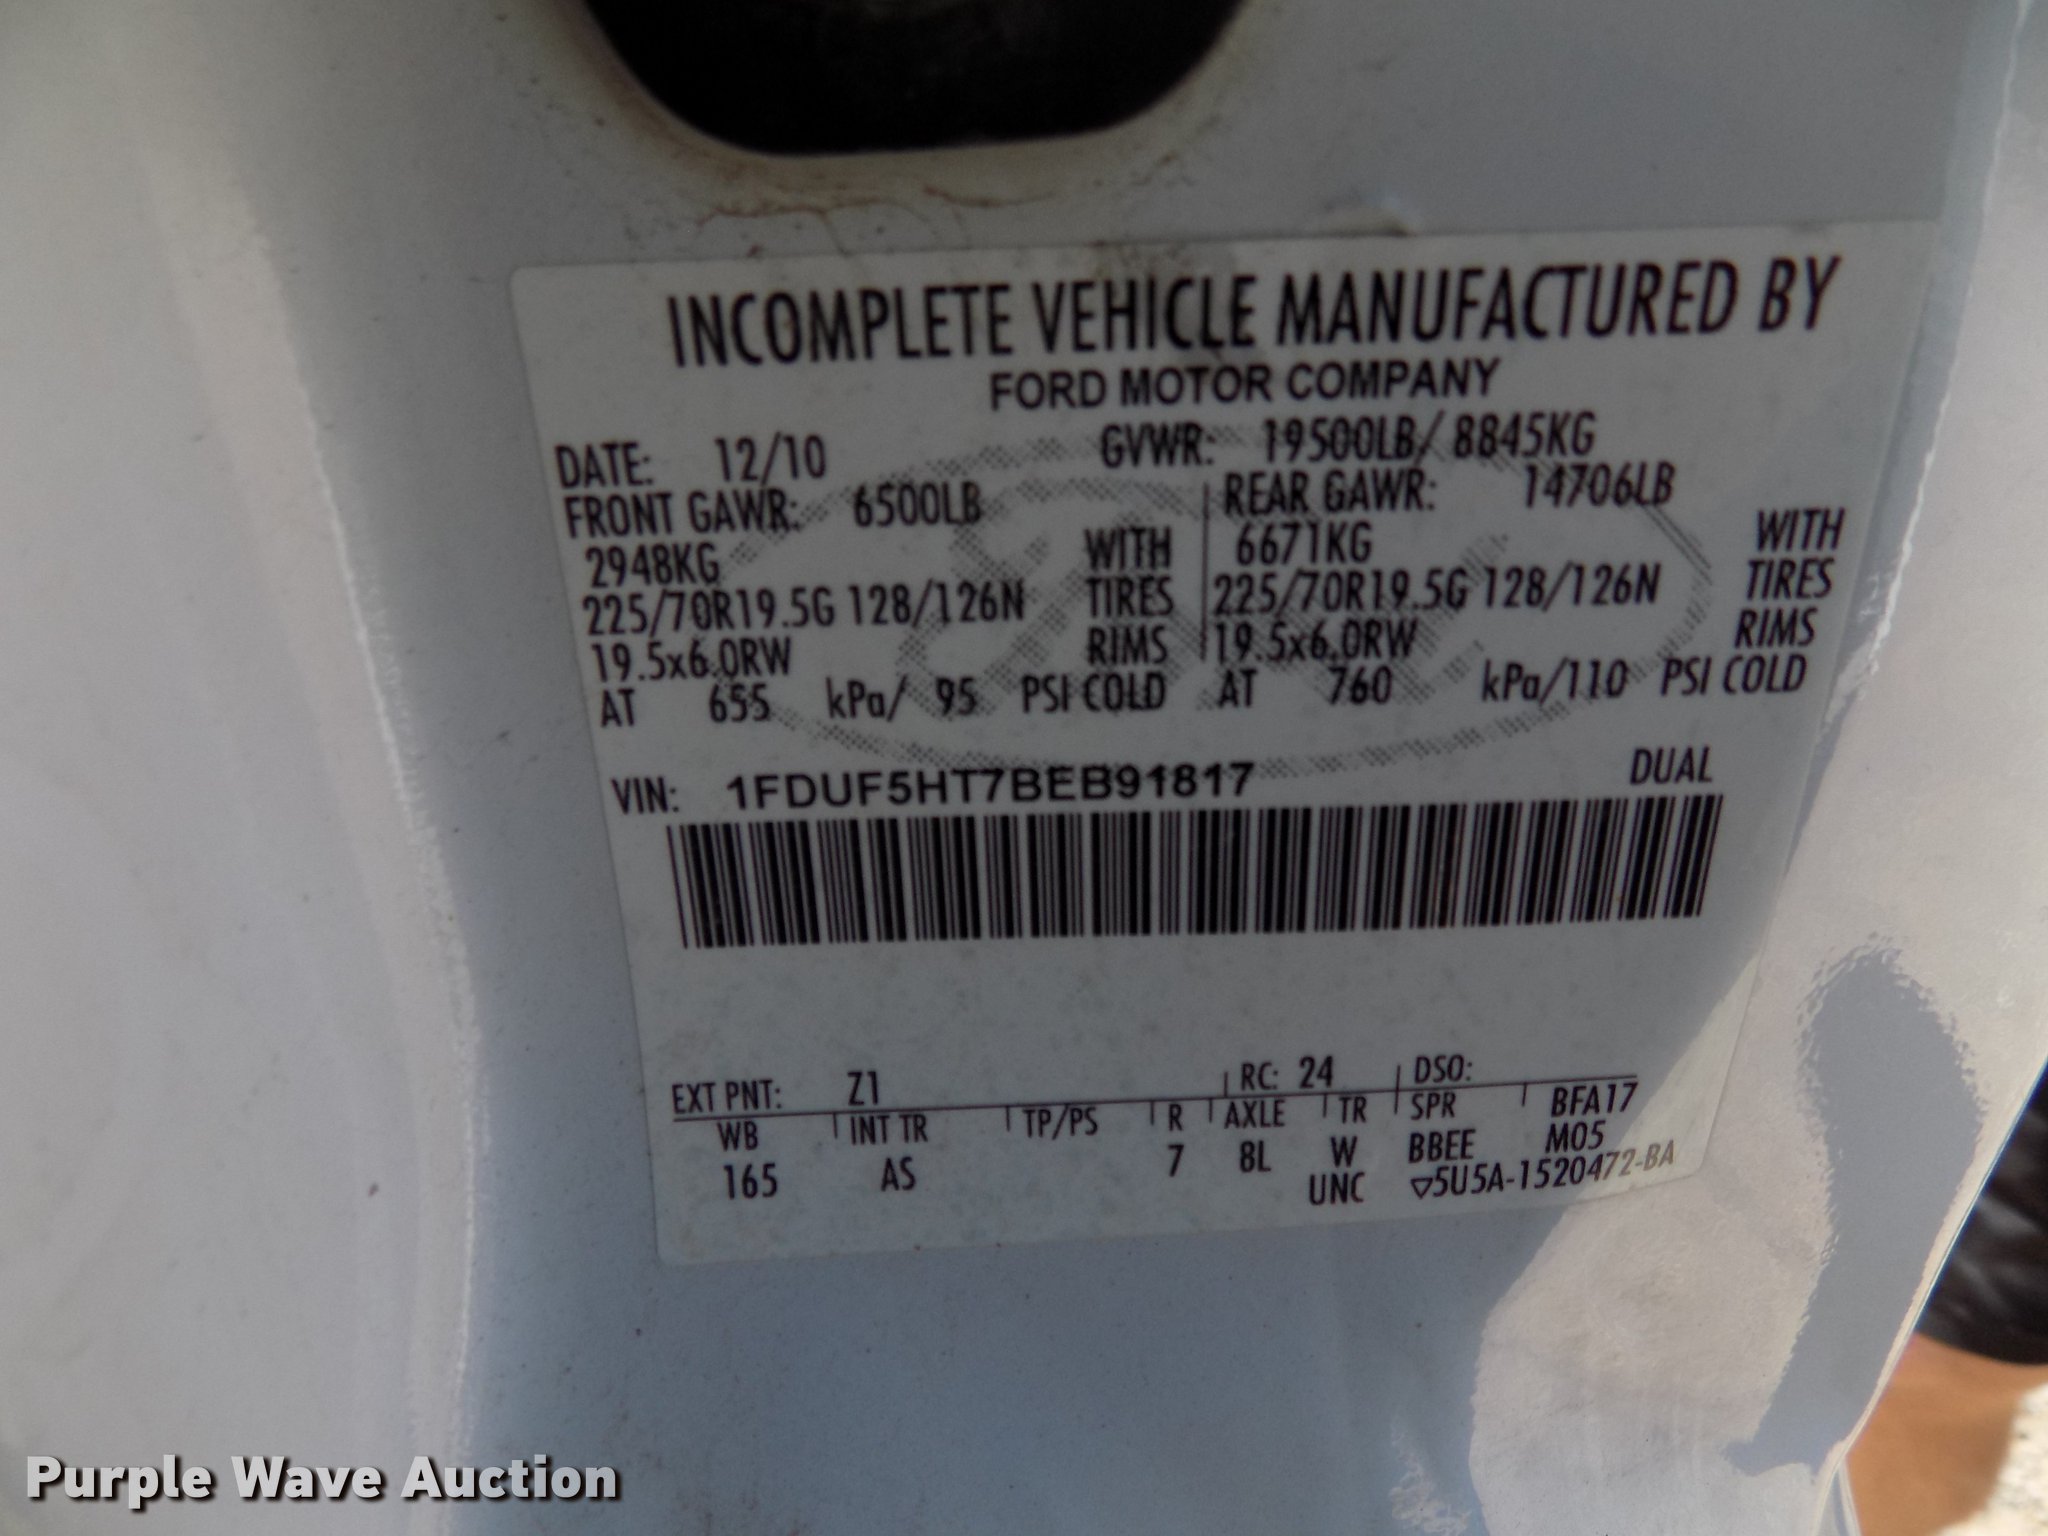 INCOMPLETE VEHICLE MANUFACTURED BY
FORD MOTOR COMPANY
DATE: 12/10 GVWR: 19500LB/ 8845KG
FRONT GAWR: 6500LB REAR GAWR: 14706LB
2948KG WITH 6671KG WITH
225/70R19.5G 128/126N TIRES 225/70R19.5G 128/126N TIRES
19.5x6.0RW RIMS 19.5x6.0RW RIMS
AT 655 kPa/ 95 PSI COLD AT 760 kPa/110 PSI COLD
VIN: 1FDUF5HT7BEB91817 DUAL
EXT PNT: Z1 RC: 24 DSO:
WB INT TR TP/PS R AXLE TR SPR BFA17
165 AS 7 8L W BBEE M05
UNC ▽5U5A-1520472-BA
Purple Wave Auction